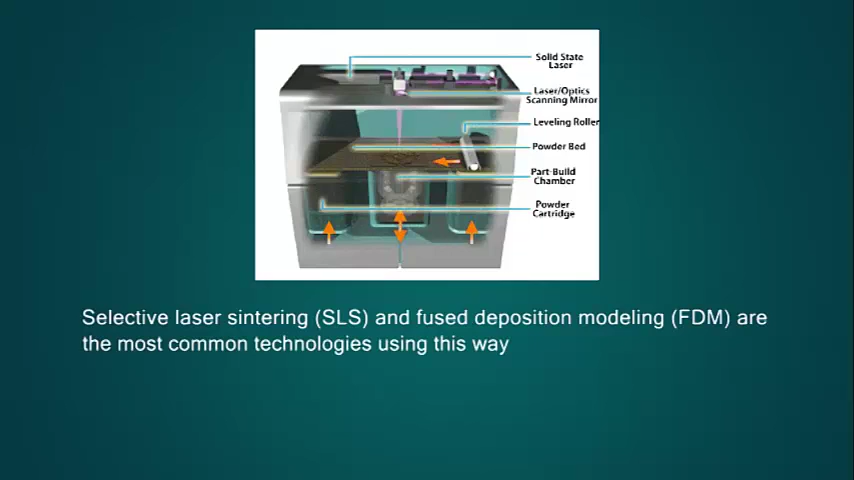 Solid State
Laser
Laser/Optics
Scanning Mirror
Leveling Roller
Powder Bed
Part-Build
Chamber
Powder
Cartridge
Selective laser sintering (SLS) and fused deposition modeling (FDM) are
the most common technologies using this way